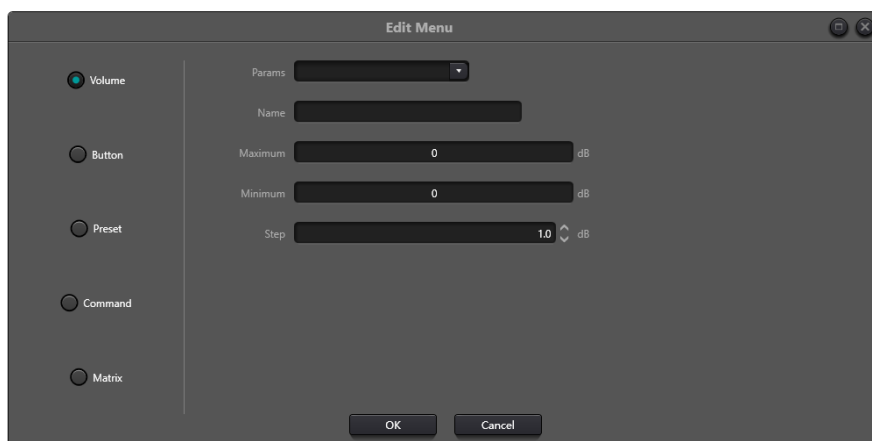 Edit Menu
Volume
Button
Preset
Command
Matrix
Params
Name
Maximum 0 dB
Minimum 0 dB
Step 1.0 dB
OK Cancel